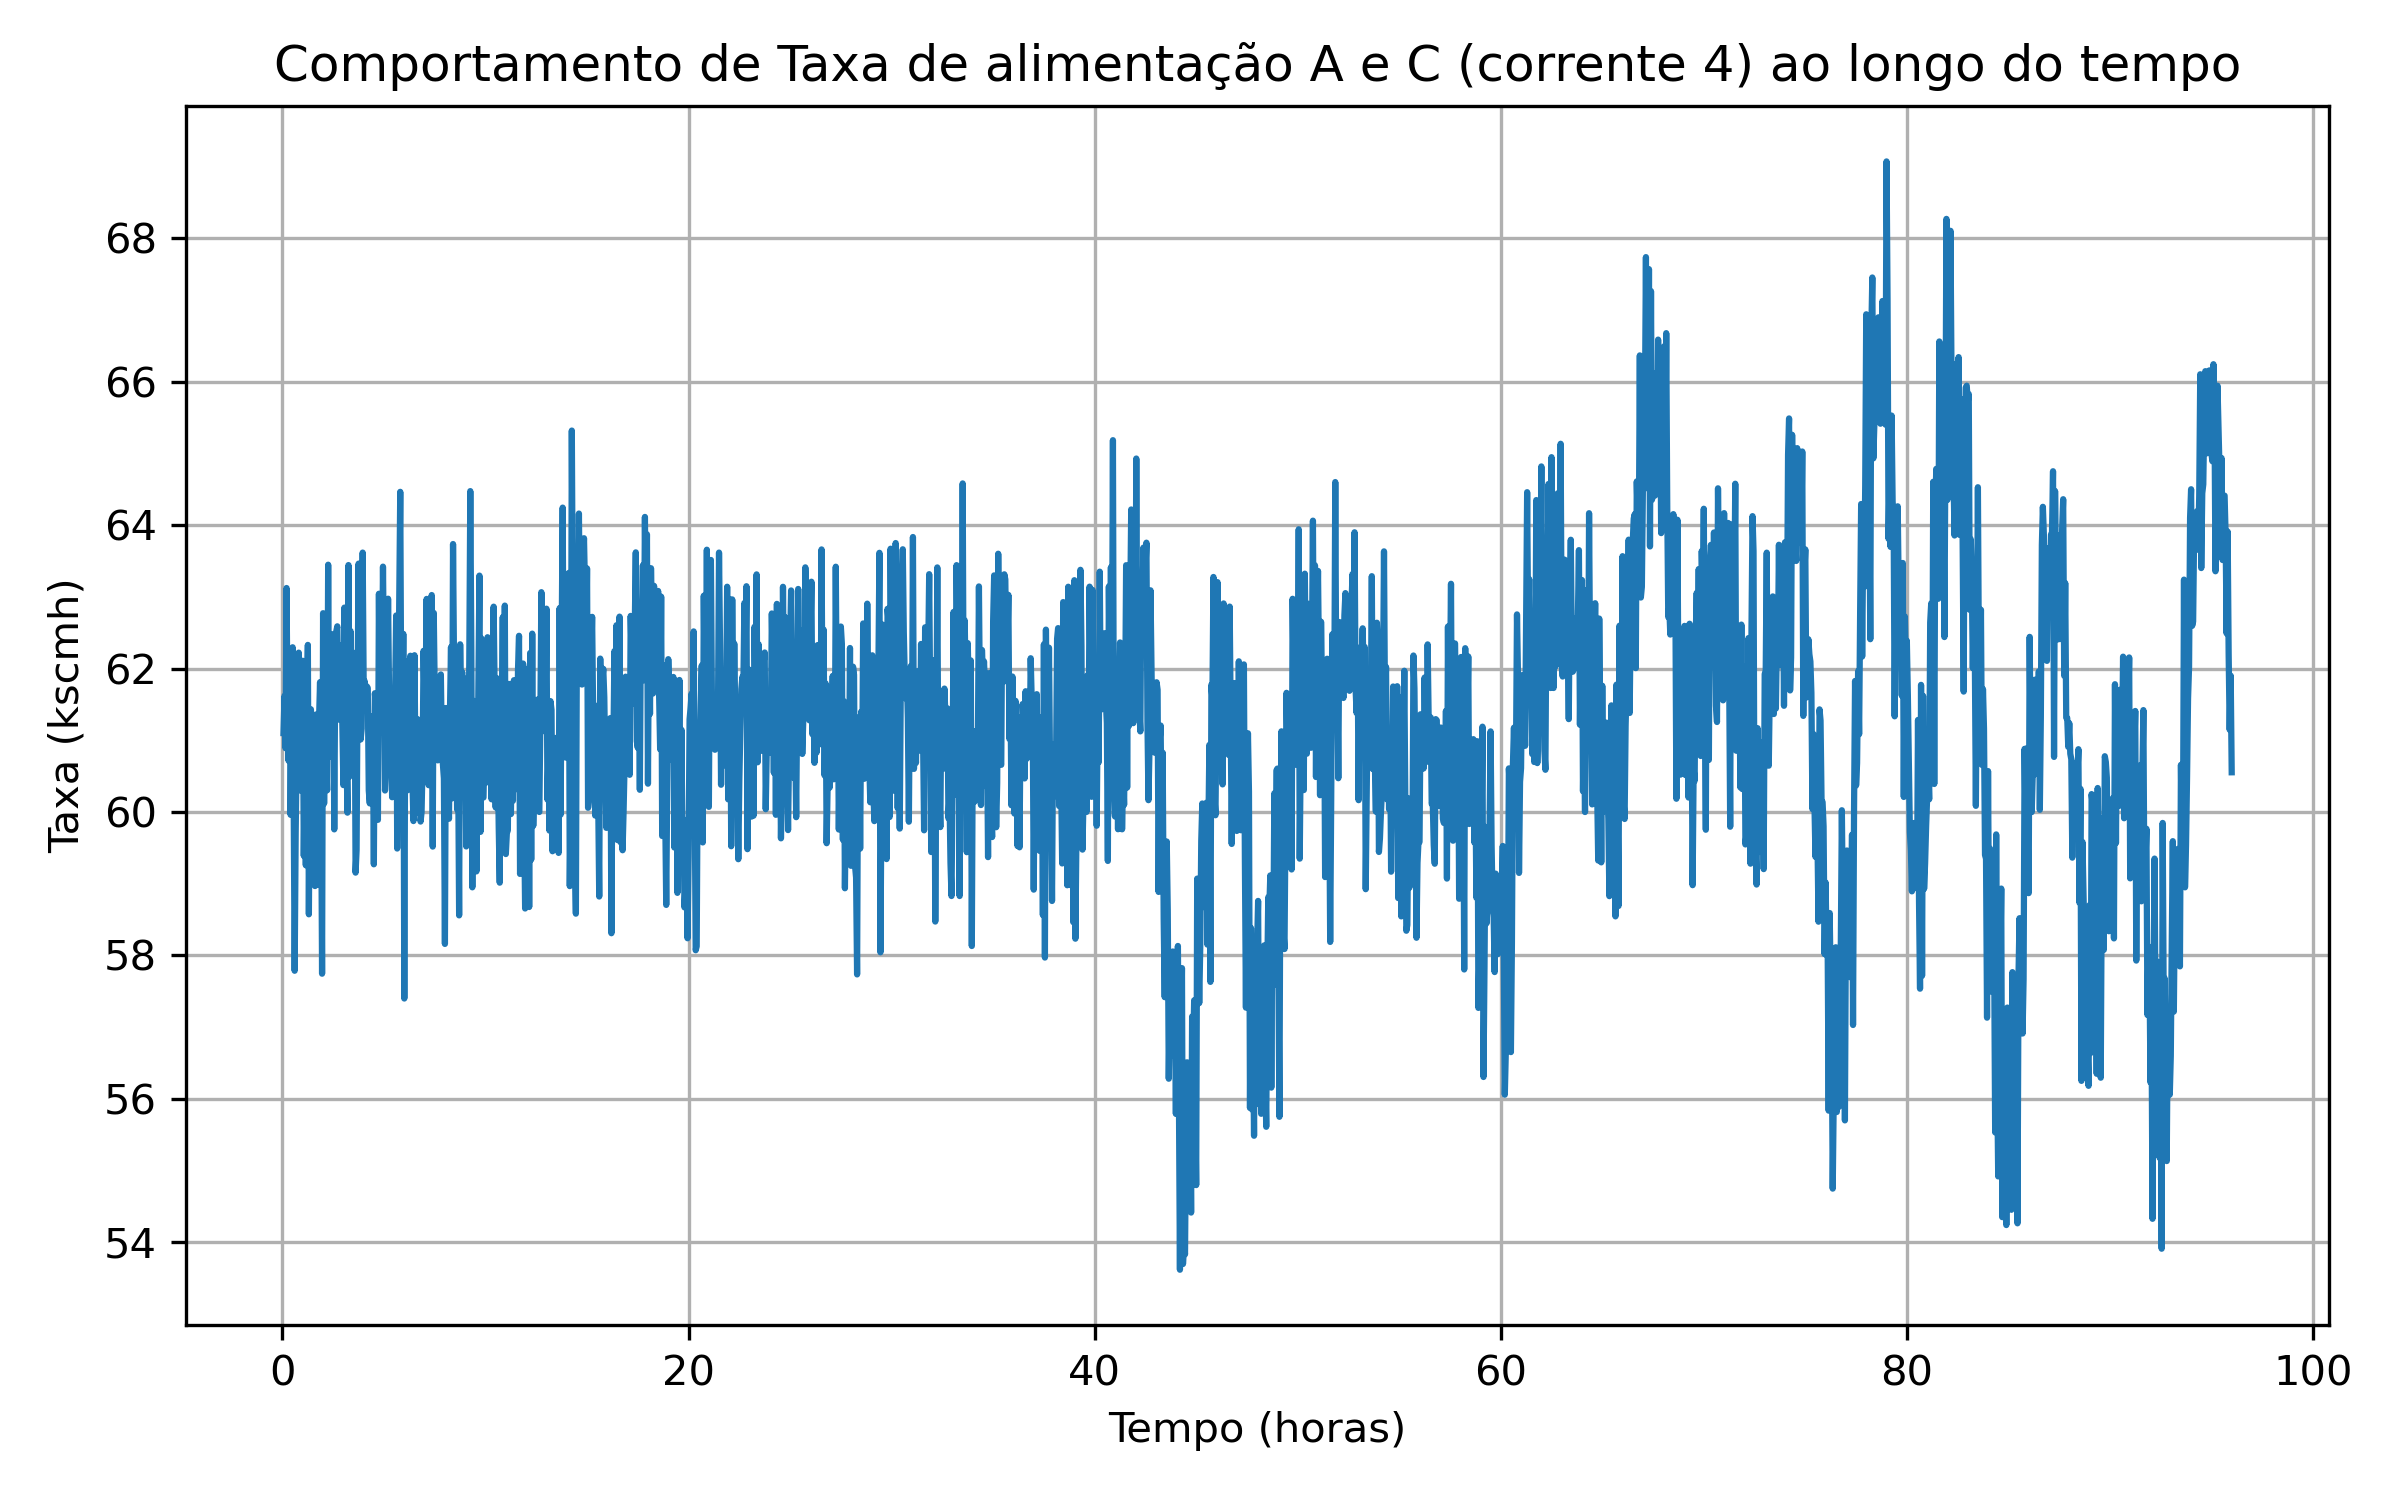 Comportamento de Taxa de alimentação A e C (corrente 4) ao longo do tempo
Taxa (kscmh)
68
66
64
62
60
58
56
54
0 20 40 60 80 100
Tempo (horas)